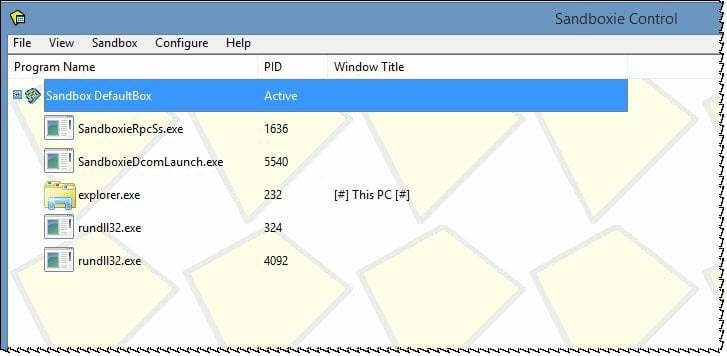 Sandboxie Control
File View Sandbox Configure Help
Program Name PID Window Title
Sandbox DefaultBox Active
SandboxieRpcSs.exe 1636
SandboxieDcomLaunch.exe 5540
explorer.exe 232 [#] This PC [#]
rundll32.exe 324
rundll32.exe 4092